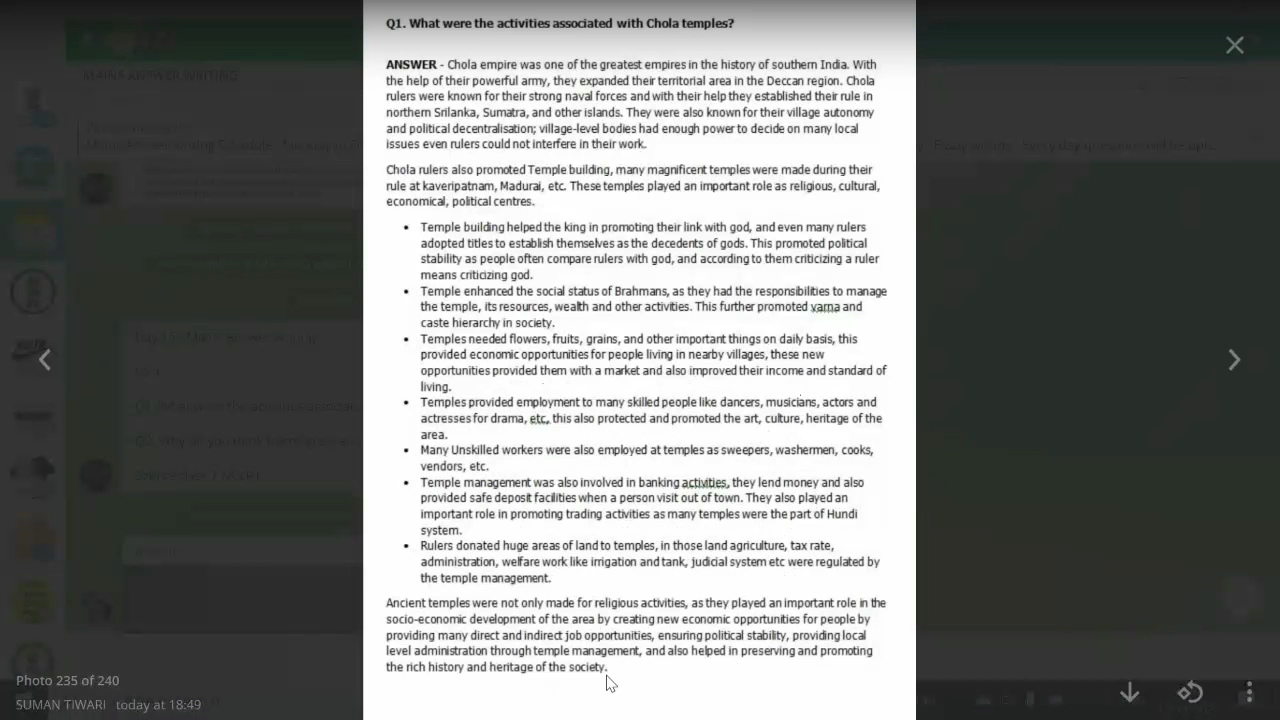 Q1. What were the activities associated with Chola temples?
ANSWER - Chola empire was one of the greatest empires in the history of southern India. With
the help of their powerful army, they expanded their territorial area in the Deccan region. Chola
rulers were known for their strong naval forces and with their help they established their rule in
northern Srilanka, Sumatra, and other islands. They were also known for their village autonomy
and political decentralisation; village-level bodies had enough power to decide on many local
issues even rulers could not interfere in their work.
Chola rulers also promoted Temple building, many magnificent temples were made during their
rule at kaveripatnam, Madurai, etc. These temples played an important role as religious, cultural,
economical, political centres.
• Temple building helped the king in promoting their link with god, and even many rulers
adopted titles to establish themselves as the decedents of gods. This promoted political
stability as people often compare rulers with god, and according to them criticizing a ruler
means criticizing god.
• Temple enhanced the social status of Brahmans, as they had the responsibilities to manage
the temple, its resources, wealth and other activities. This further promoted varna and
caste hierarchy in society.
• Temples needed flowers, fruits, grains, and other important things on daily basis, this
provided economic opportunities for people living in nearby villages, these new
opportunities provided them with a market and also improved their income and standard of
living.
• Temples provided employment to many skilled people like dancers, musicians, actors and
actresses for drama, etc, this also protected and promoted the art, culture, heritage of the
area.
• Many Unskilled workers were also employed at temples as sweepers, washermen, cooks,
vendors, etc.
• Temple management was also involved in banking activities, they lend money and also
provided safe deposit facilities when a person visit out of town. They also played an
important role in promoting trading activities as many temples were the part of Hundi
system.
• Rulers donated huge areas of land to temples, in those land agriculture, tax rate,
administration, welfare work like irrigation and tank, judicial system etc were regulated by
the temple management.
Ancient temples were not only made for religious activities, as they played an important role in the
socio-economic development of the area by creating new economic opportunities for people by
providing many direct and indirect job opportunities, ensuring political stability, providing local
level administration through temple management, and also helped in preserving and promoting
the rich history and heritage of the society.
MAINS ANSWER WRITING
Photo 235 of 240
SUMAN TIWARI today at 18:49